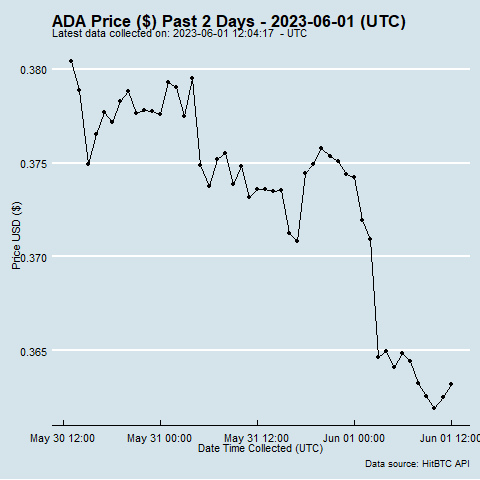 ADA Price ($) Past 2 Days - 2023-06-01 (UTC)
Latest data collected on: 2023-06-01 12:04:17 - UTC
0.380
0.375
0.370
0.365
Price USD ($)
May 30 12:00
May 31 00:00
May 31 12:00
Jun 01 00:00
Jun 01 12:00
Date Time Collected (UTC)
Data source: HitBTC API